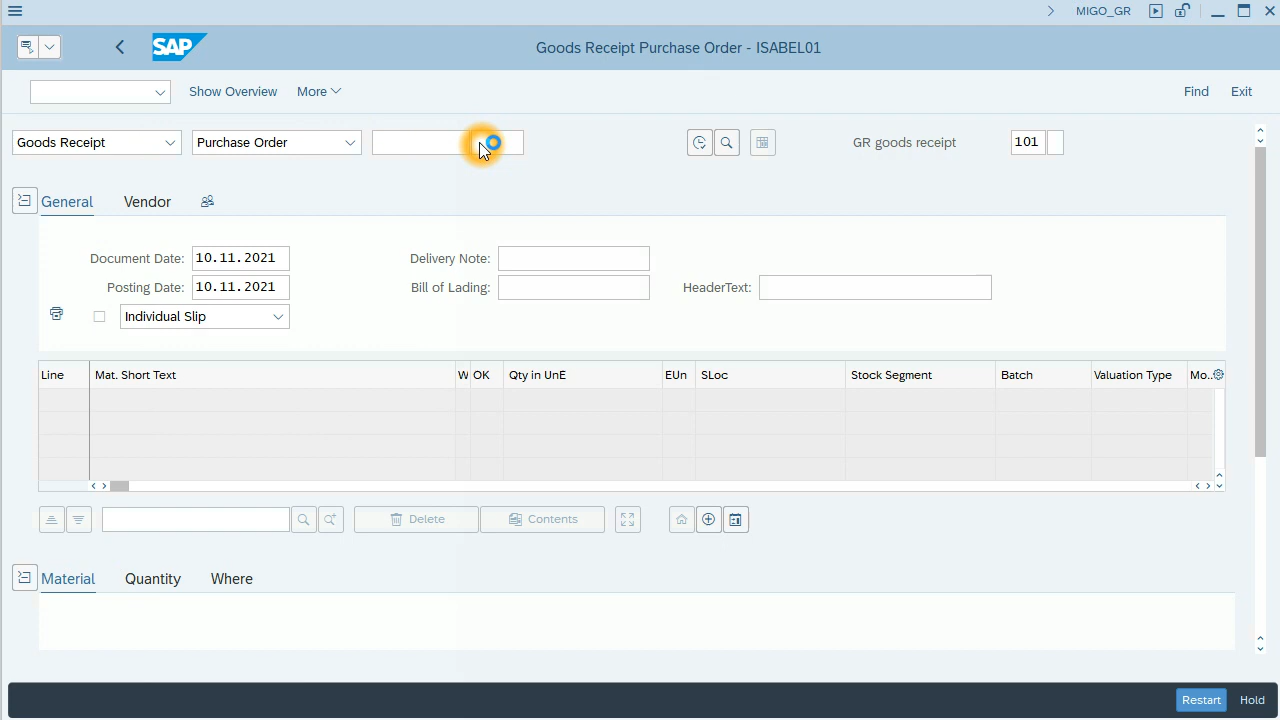 MIGO_GR
SAP
Goods Receipt Purchase Order - ISABEL01
Show Overview More Find Exit
Goods Receipt Purchase Order GR goods receipt 101
General Vendor
Document Date: 10.11.2021 Delivery Note:
Posting Date: 10.11.2021 Bill of Lading: HeaderText:
Individual Slip
Line Mat. Short Text W OK Qty in UnE EUn SLoc Stock Segment Batch Valuation Type Mo..
Delete Contents
Material Quantity Where
Restart Hold